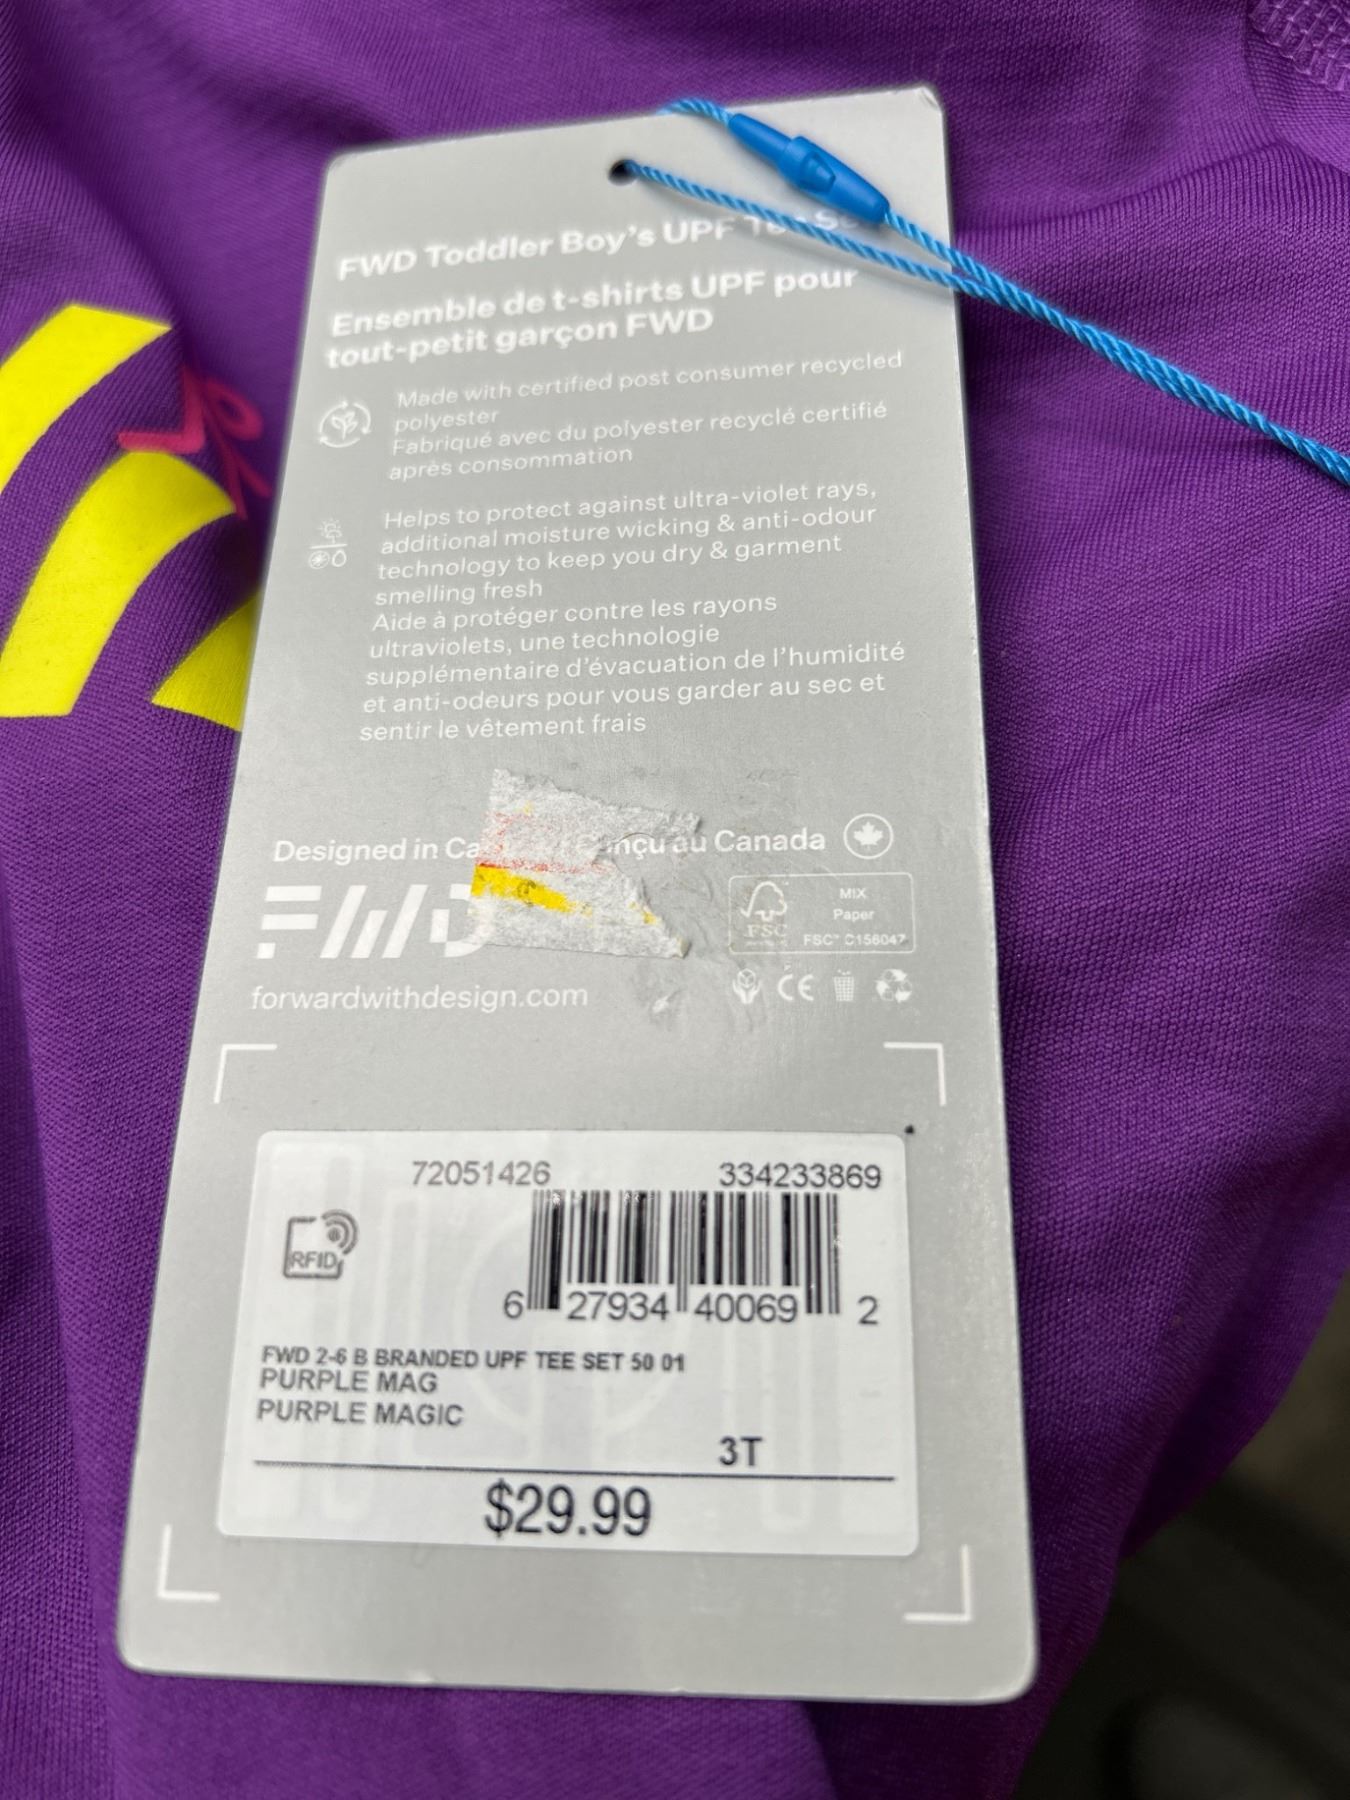 FWD Toddler Boy's UPF
Ensemble de t-shirts UPF pour
tout-petit garçon FWD
Made with certified post consumer recycled
polyester
Fabriqué avec du polyester recyclé certifié
après consommation
Helps to protect against ultra-violet rays,
additional moisture wicking & anti-odour
technology to keep you dry & garment
smelling fresh
Aide à protéger contre les rayons
ultraviolets, une technologie
supplémentaire d'évacuation de l'humidité
et anti-odeurs pour vous garder au sec et
sentir le vêtement frais
Designed in au Canada
FWD
MIX
Paper
FSC
FSC™ C156047
CE
forwardwithdesign.com
72051426 334233869
RFID
6 27934 40069 2
FWD 2-6 B BRANDED UPF TEE SET 50 01
PURPLE MAG
PURPLE MAGIC
3T
$29.99